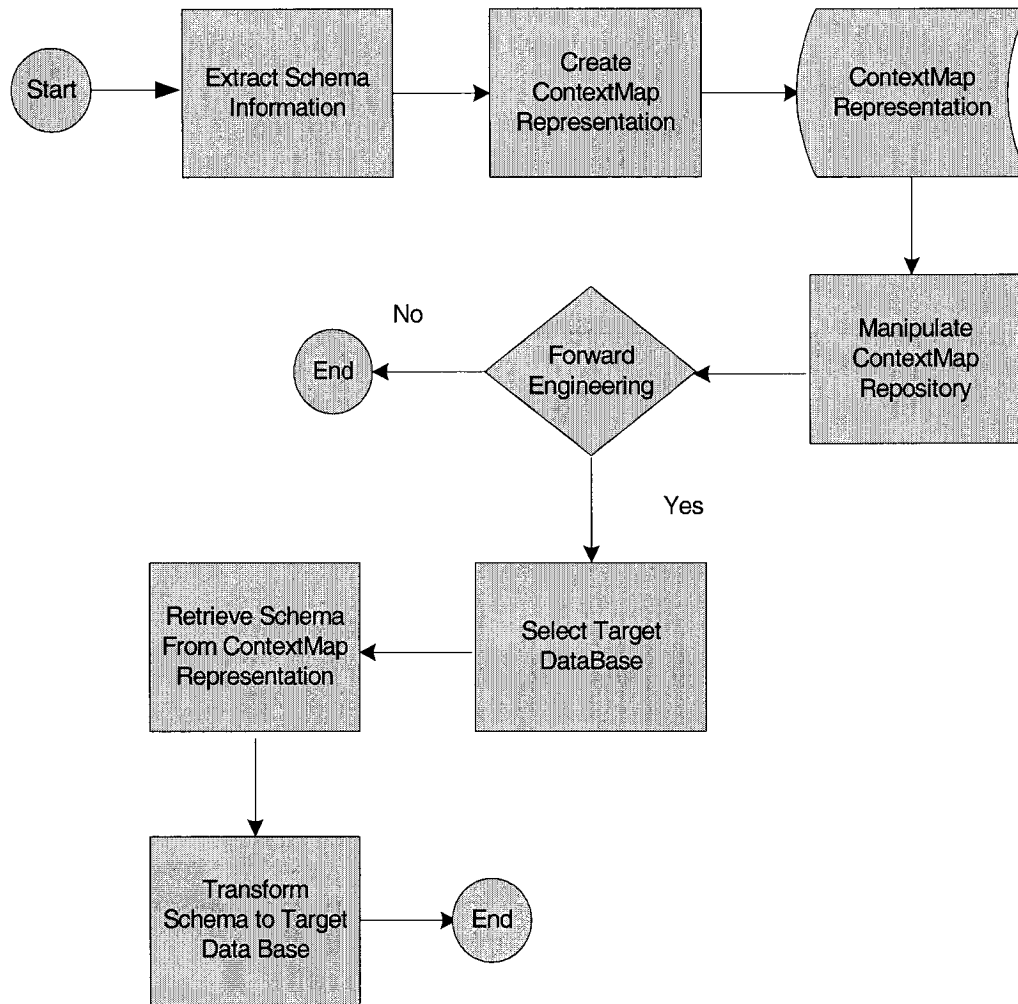 Start
Extract Schema
Information
Create
ContextMap
Representation
ContextMap
Representation
Manipulate
ContextMap
Repository
Forward
Engineering
No
End
Yes
Select Target
DataBase
Retrieve Schema
From ContextMap
Representation
Transform
Schema to Target
Data Base
End